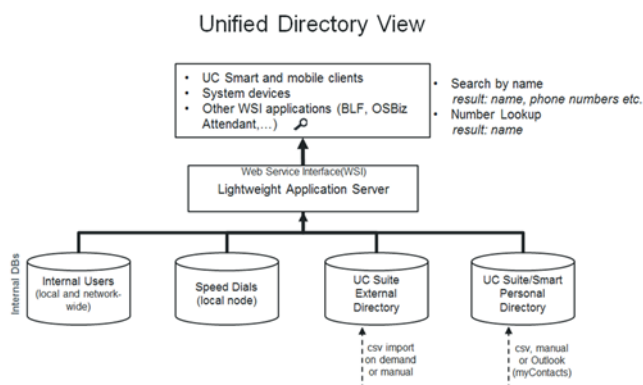 Unified Directory View
• UC Smart and mobile clients
• System devices
• Other WSI applications (BLF, OSBiz
Attendant,…)
• Search by name
result: name, phone numbers etc.
• Number Lookup
result: name
Web Service Interface(WSI)
Lightweight Application Server
Internal DBs
Internal Users
(local and network-
wide)
Speed Dials
(local node)
UC Suite
External
Directory
UC Suite/Smart
Personal
Directory
csv import
on demand
or manual
csv, manual
or Outlook
(myContacts)